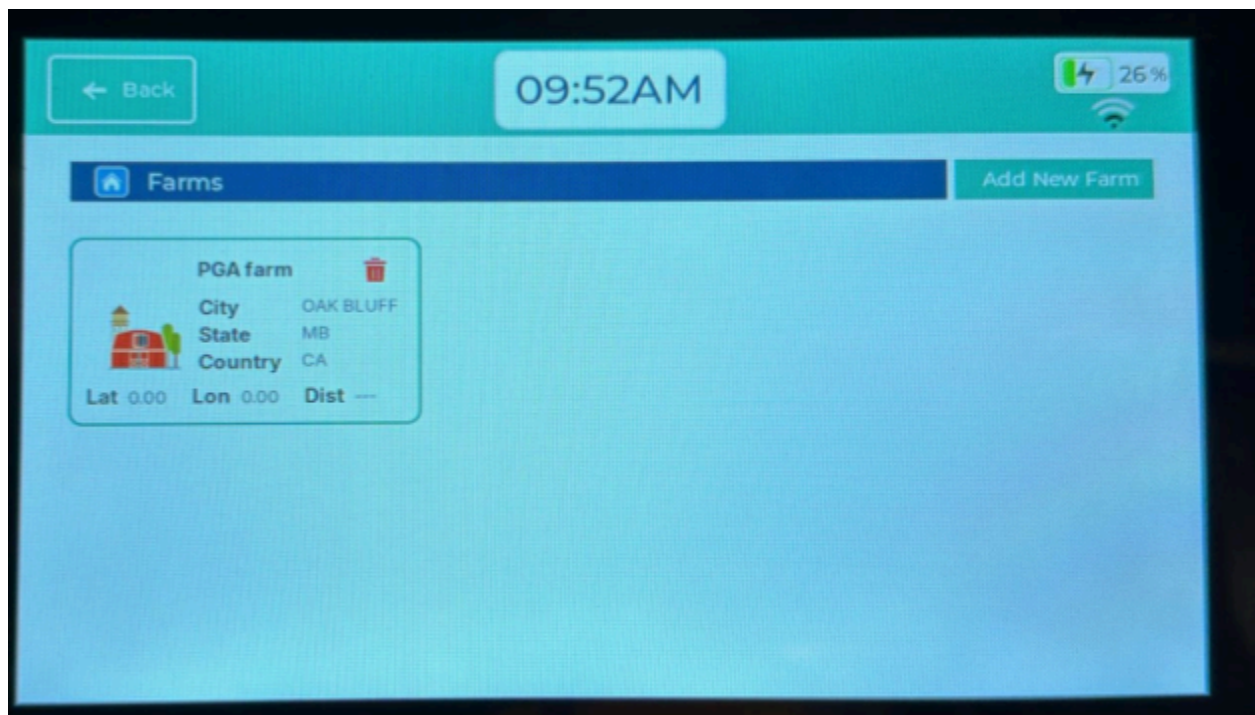 ← Back
09:52AM
26%
Farms
Add New Farm
PGA farm
City OAK BLUFF
State MB
Country CA
Lat 0.00 Lon 0.00 Dist ---